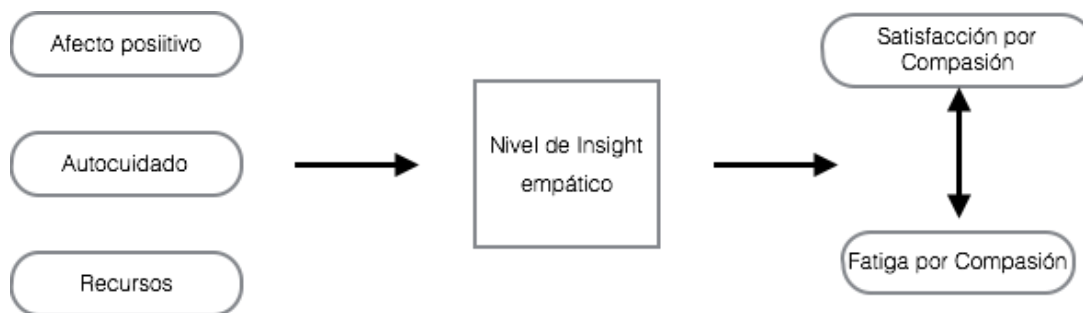 Afecto posiitivo
Autocuidado
Recursos
Nivel de Insight
empático
Satisfacción por
Compasión
Fatiga por Compasión